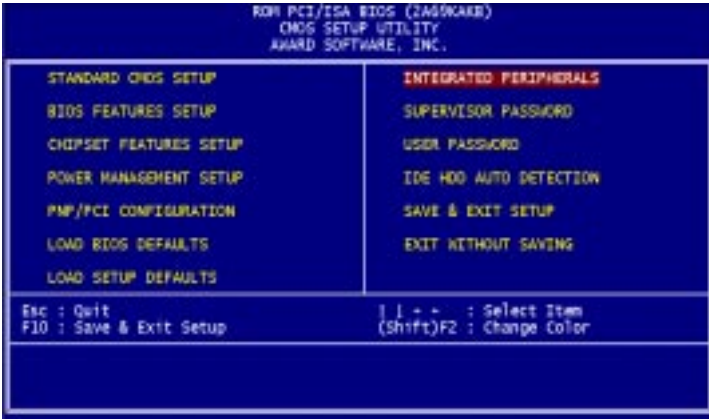 ROM PCI/ISA BIOS (2A69KAKB)
CMOS SETUP UTILITY
AWARD SOFTWARE, INC.
STANDARD CMOS SETUP
BIOS FEATURES SETUP
CHIPSET FEATURES SETUP
POWER MANAGEMENT SETUP
PNP/PCI CONFIGURATION
LOAD BIOS DEFAULTS
LOAD SETUP DEFAULTS
INTEGRATED PERIPHERALS
SUPERVISOR PASSWORD
USER PASSWORD
IDE HDD AUTO DETECTION
SAVE & EXIT SETUP
EXIT WITHOUT SAVING
Esc : Quit
F10 : Save & Exit Setup
: Select Item
(Shift)F2 : Change Color